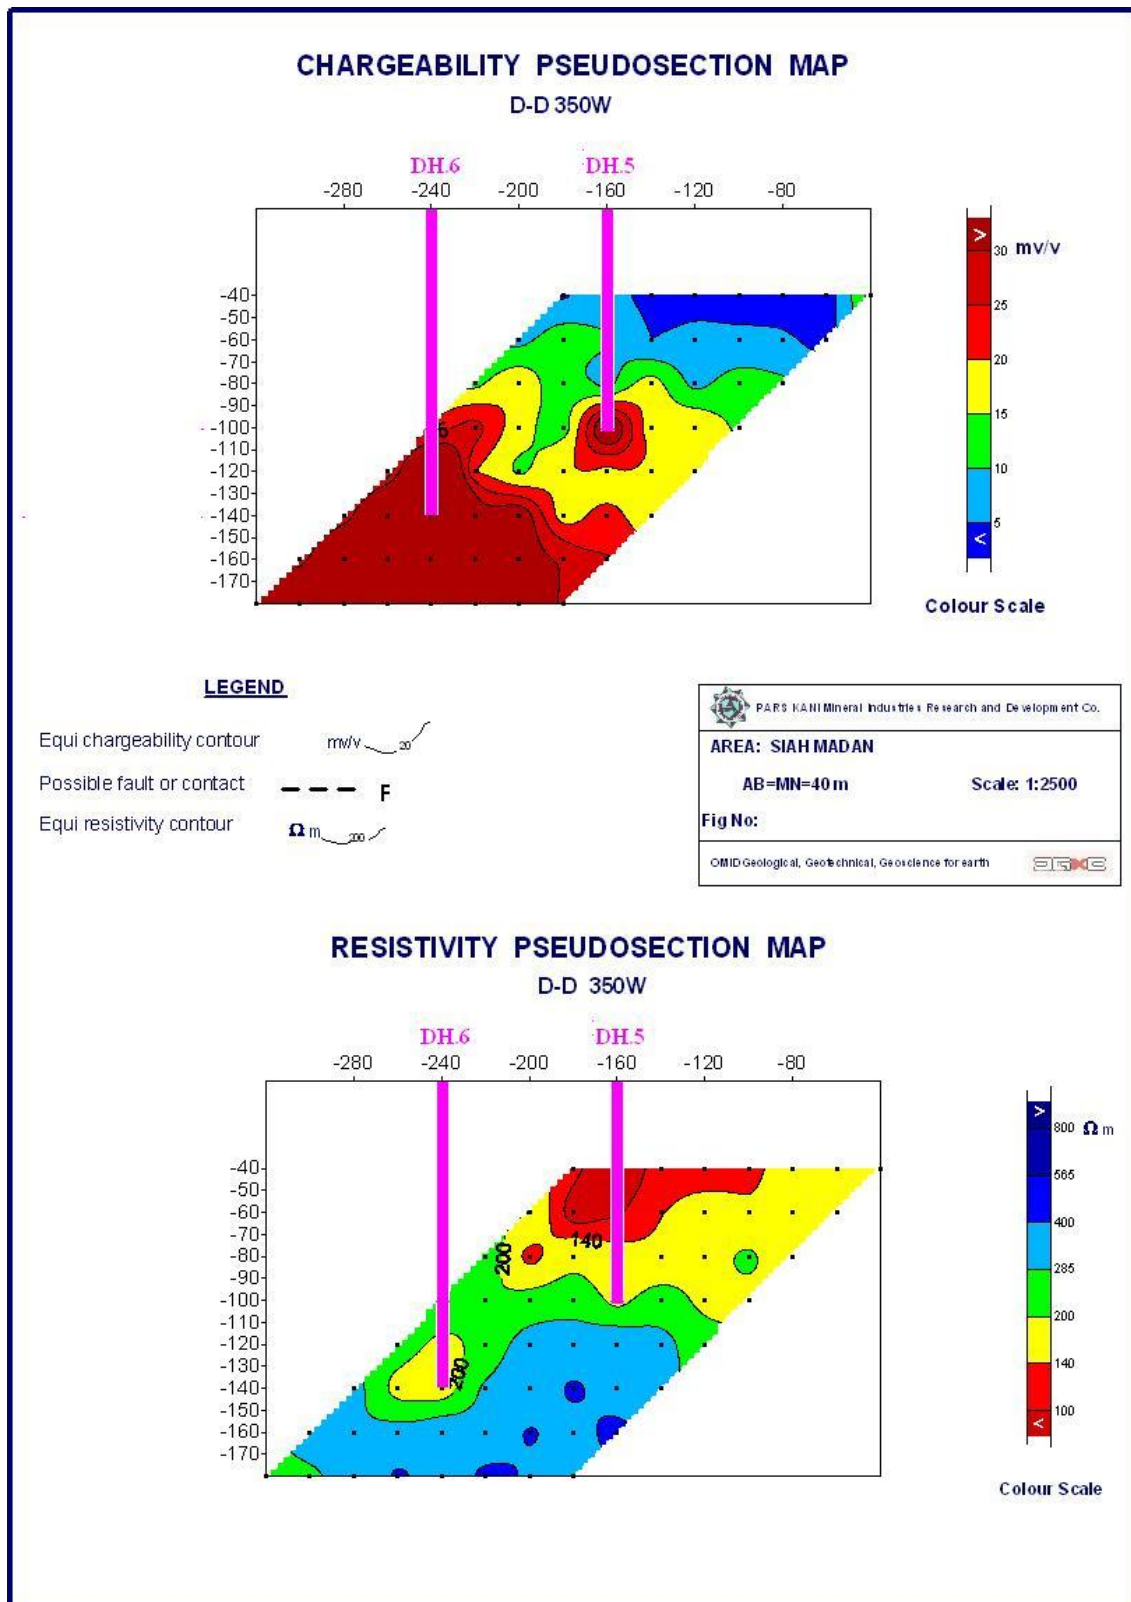 CHARGEABILITY PSEUDOSECTION MAP
D-D 350W
DH.6 DH.5
-280 -240 -200 -160 -120 -80
-40
-50
-60
-70
-80
-90
-100
-110
-120
-130
-140
-150
-160
-170
>
30 mv/v
25
20
15
10
5
<
Colour Scale
LEGEND
Equi chargeability contour mv/v 20
Possible fault or contact F
Equi resistivity contour Ω m 200
PARS KANI Mineral Industries Research and Development Co.
AREA: SIAH MADAN
AB=MN=40 m Scale: 1:2500
Fig No:
OMID Geological, Geotechnical, Geoscience for earth
RESISTIVITY PSEUDOSECTION MAP
D-D 350W
DH.6 DH.5
-280 -240 -200 -160 -120 -80
-40
-50
-60
-70
-80
-90
-100
-110
-120
-130
-140
-150
-160
-170
140
200
200
>
800 Ω m
565
400
285
200
140
100
<
Colour Scale